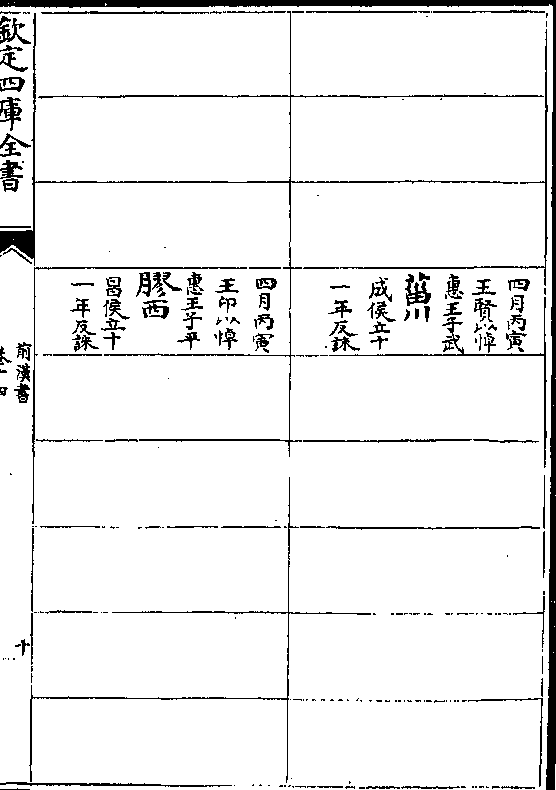 四月丙寅
王賢以悼
惠王子武
菑川
成侯立十
一年反誅
四月丙寅
王卬以悼
惠王子平
膠西
昌侯立十
一年反誅
欽定四庫全書
前漢書
卷十四
十